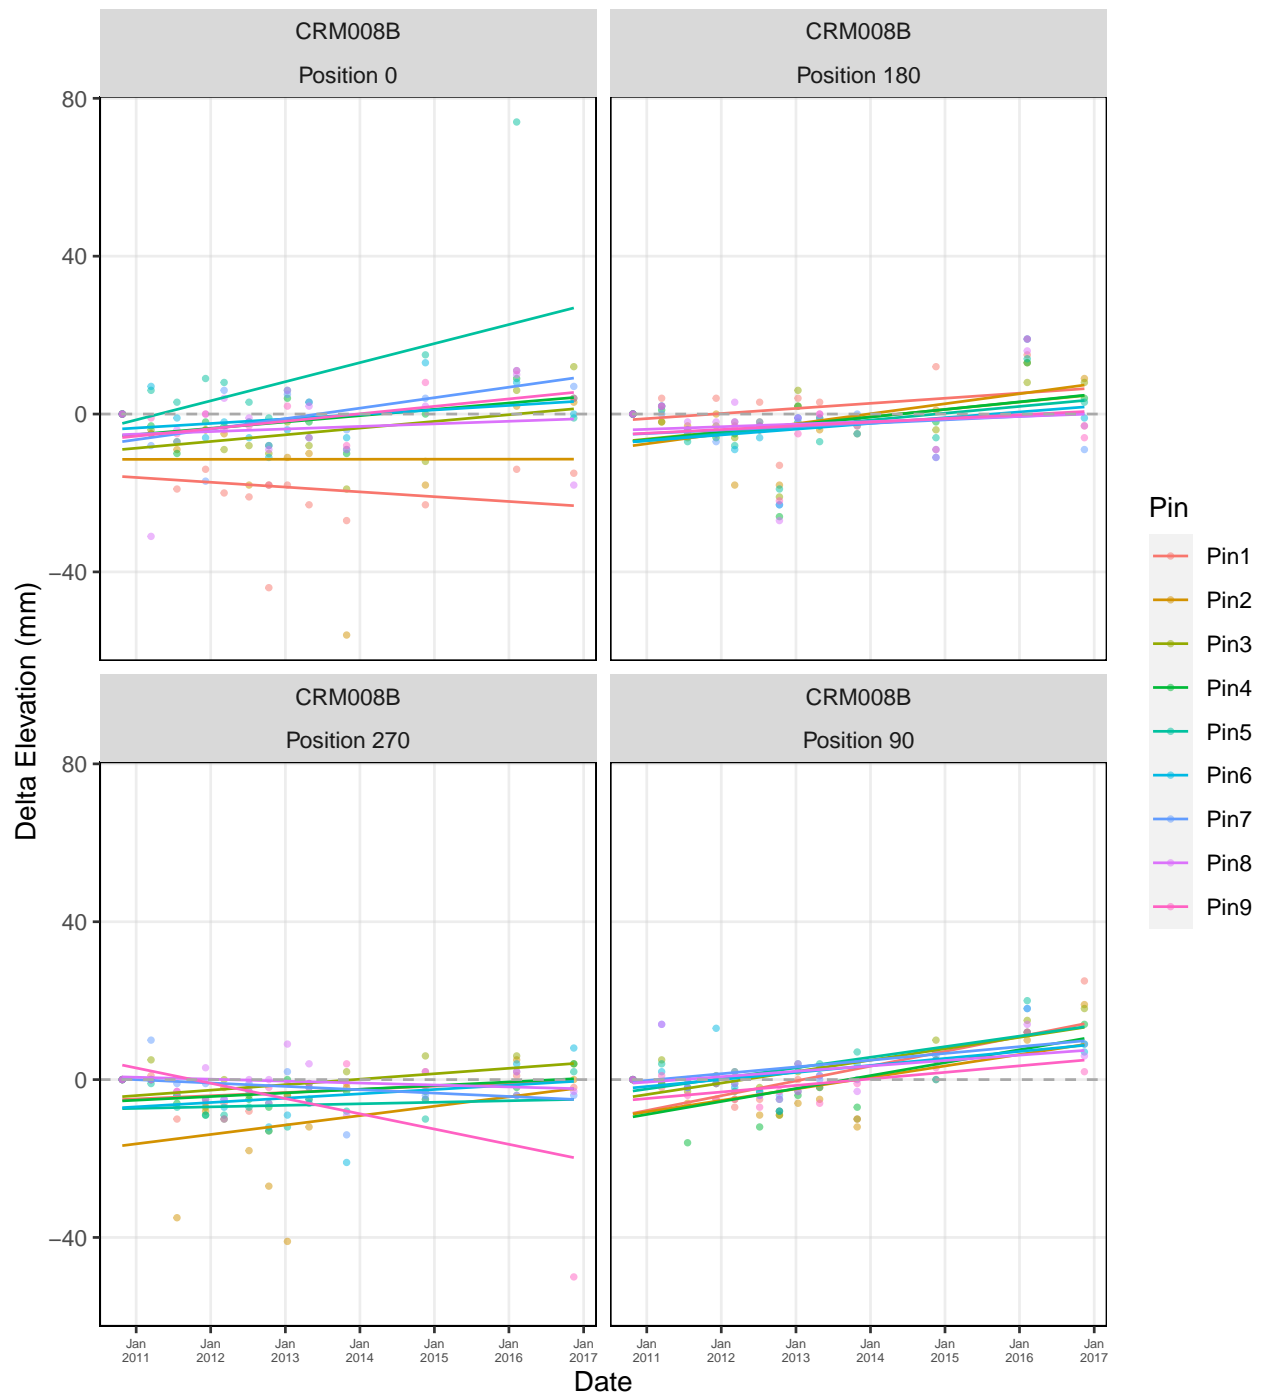 CRM008B
Position 0
CRM008B
Position 180
80
40
0
−40
CRM008B
Position 270
CRM008B
Position 90
80
40
0
−40
Jan 2011
Jan 2012
Jan 2013
Jan 2014
Jan 2015
Jan 2016
Jan 2017
Jan 2011
Jan 2012
Jan 2013
Jan 2014
Jan 2015
Jan 2016
Jan 2017
Date
Delta Elevation (mm)
Pin
Pin1
Pin2
Pin3
Pin4
Pin5
Pin6
Pin7
Pin8
Pin9